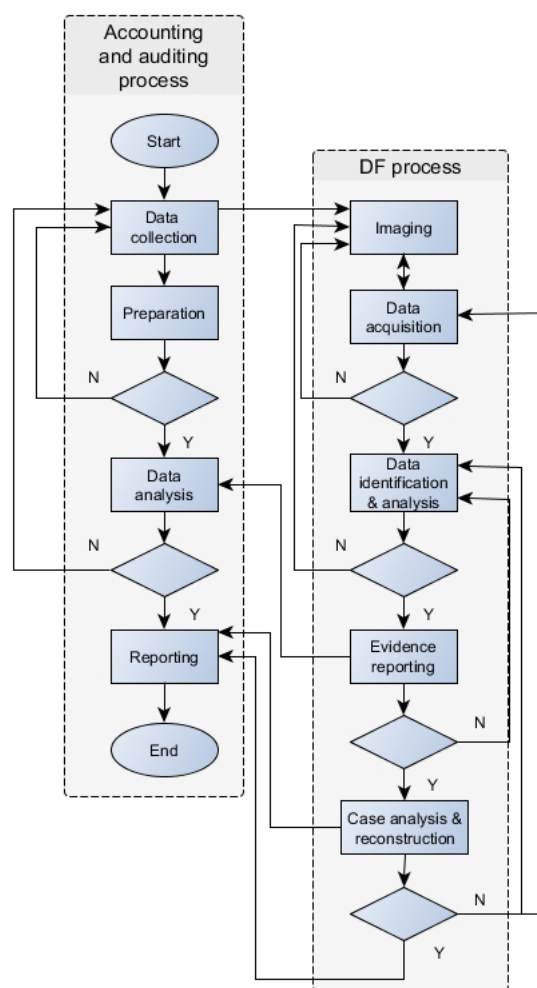 Accounting
and auditing
process
Start
Data
collection
Preparation
N
Y
Data
analysis
N
Y
Reporting
End
DF process
Imaging
Data
acquisition
N
Y
Data
identification
& analysis
N
Y
Evidence
reporting
N
Y
Case analysis &
reconstruction
N
Y